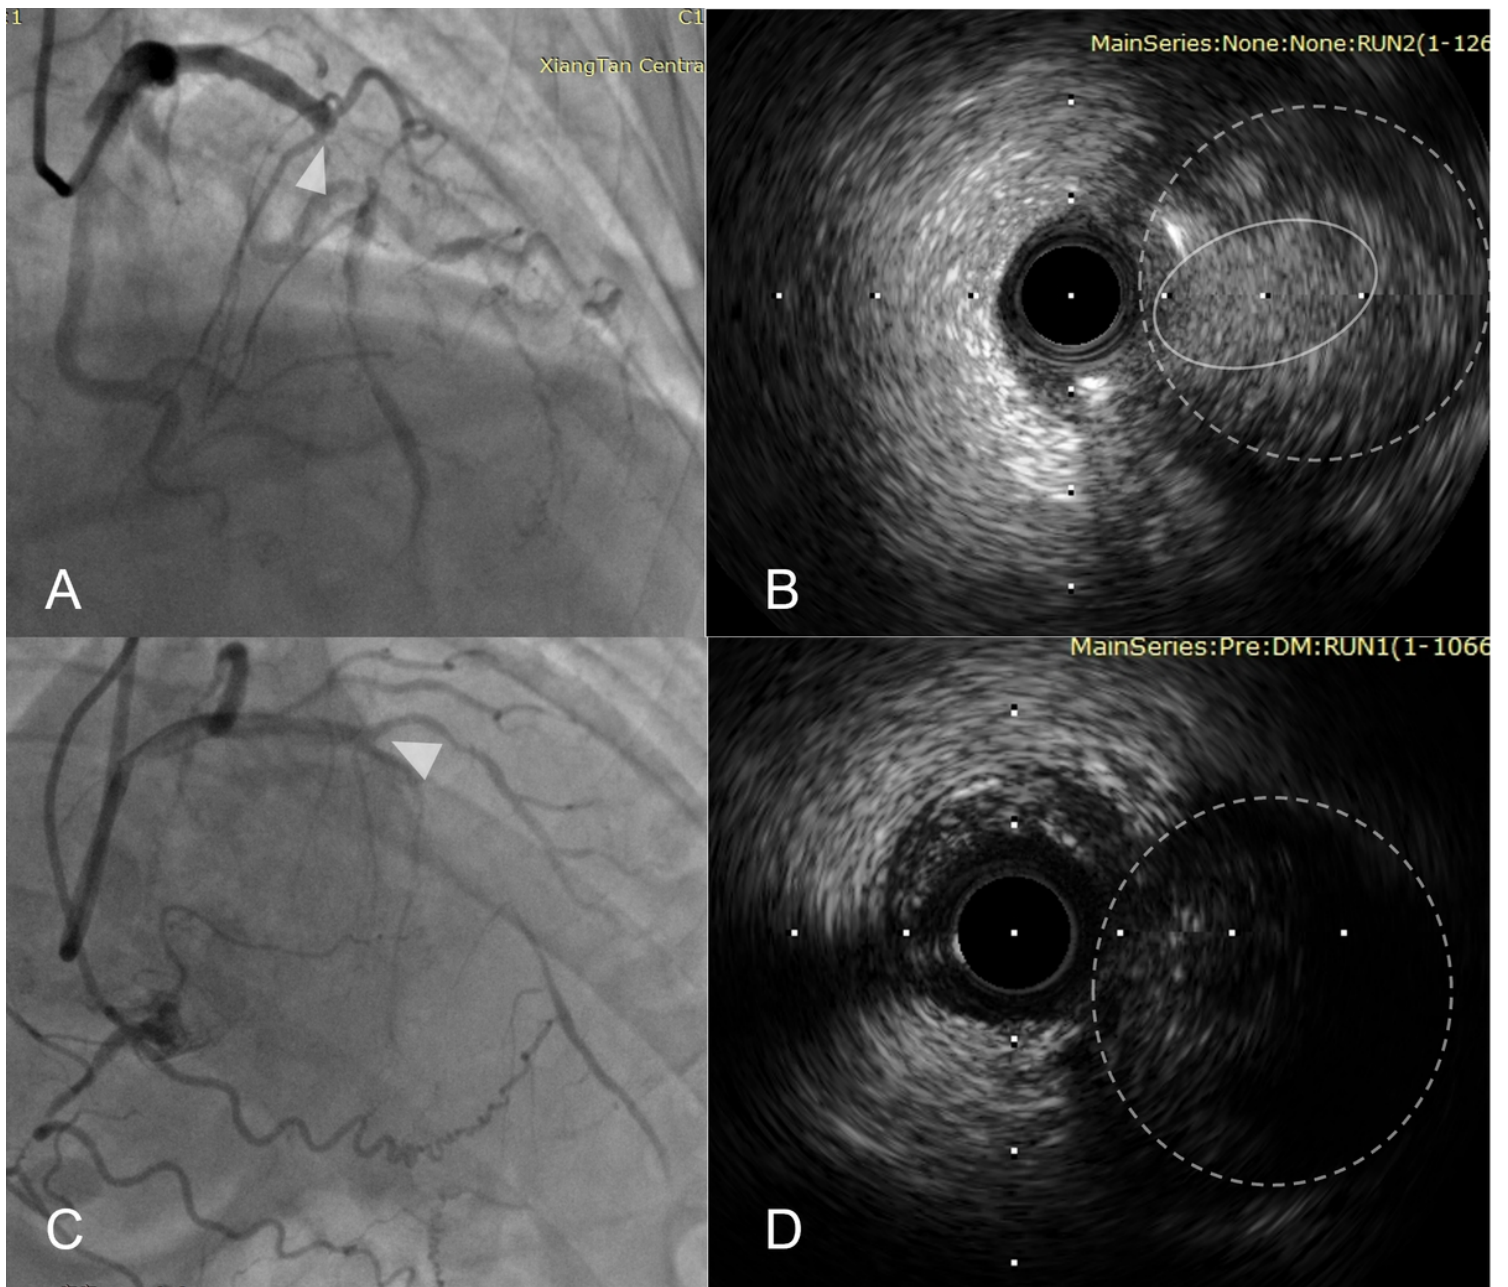 C1
XiangTan Centra
A
MainSeries:None:None:RUN2(1-126
B
C
MainSeries:Pre:DM:RUN1(1-1066
D